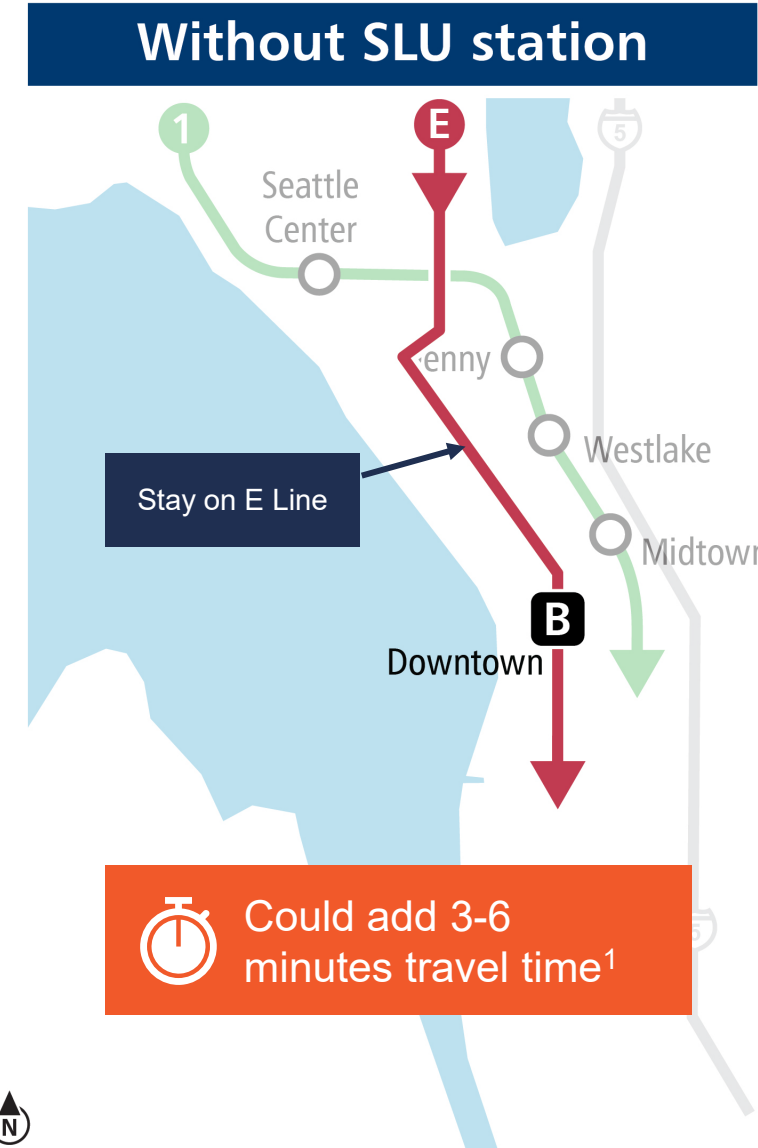 Without SLU station
1
E
5
Seattle
Center
enny
Westlake
Stay on E Line
Midtow
B
Downtown
Could add 3-6
minutes travel time¹
5
N